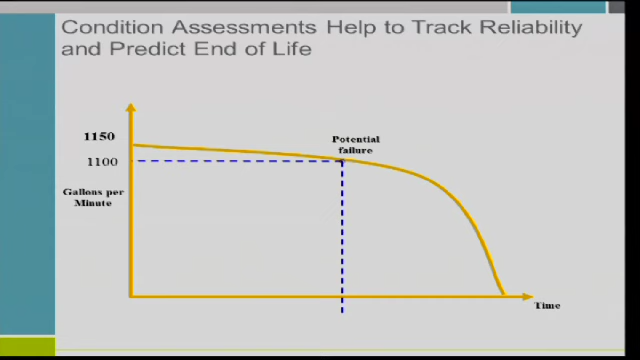 Condition Assessments Help to Track Reliability
and Predict End of Life
1150
Potential
failure
1100
Gallons per
Minute
Time